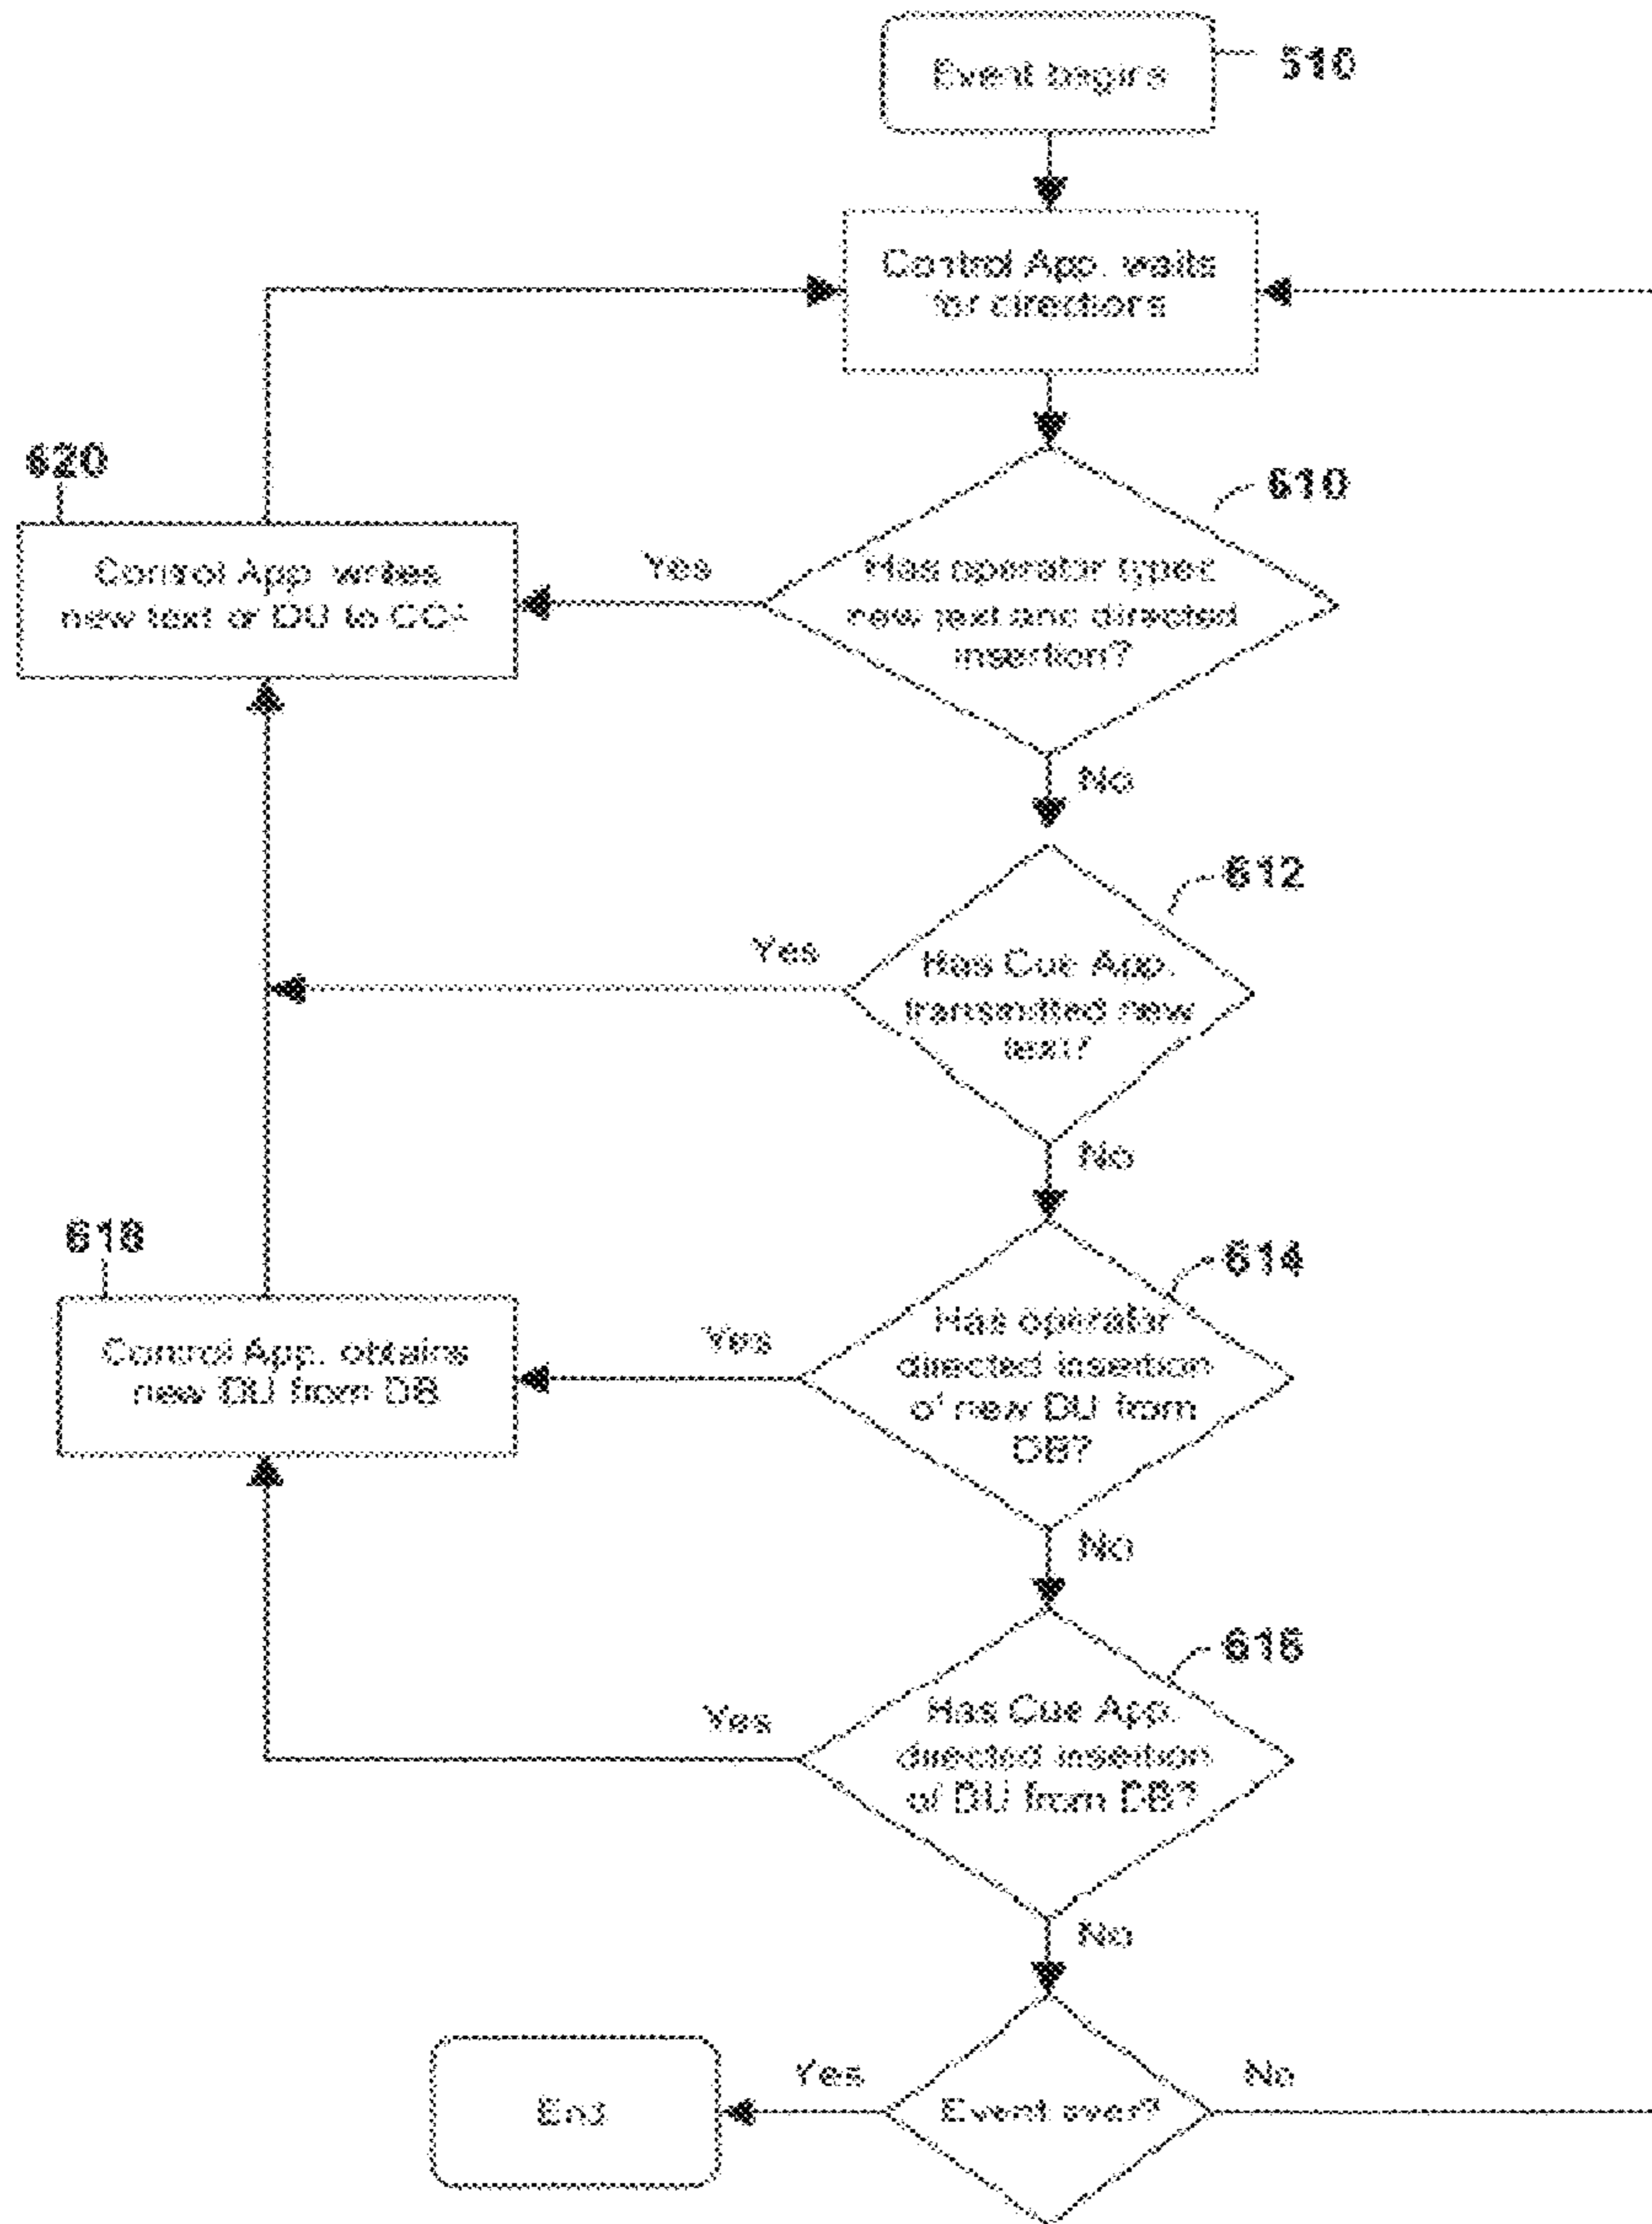 Event begins
510
Control App. waits
for directions
620
610
Control App. writes
new text or DU to
Yes
Has operator typed
new text and directed
insertion?
No
612
Yes
Has Cue App.
transmitted new
text?
No
618
614
Control App. obtains
new DU from DB
Yes
Has operator
directed insertion
of new DU from
DB?
No
616
Yes
Has Cue App.
directed insertion
of DU from DB?
No
End
Yes
Event over?
No